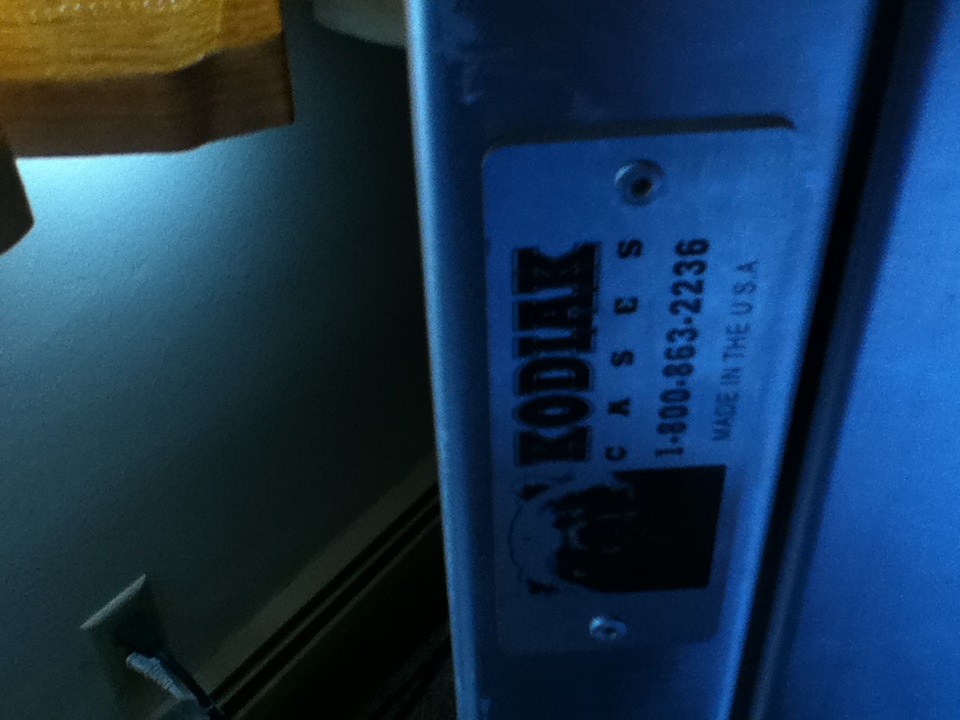 KODIAK
CASES
1-800-863-2236
MADE IN THE U.S.A